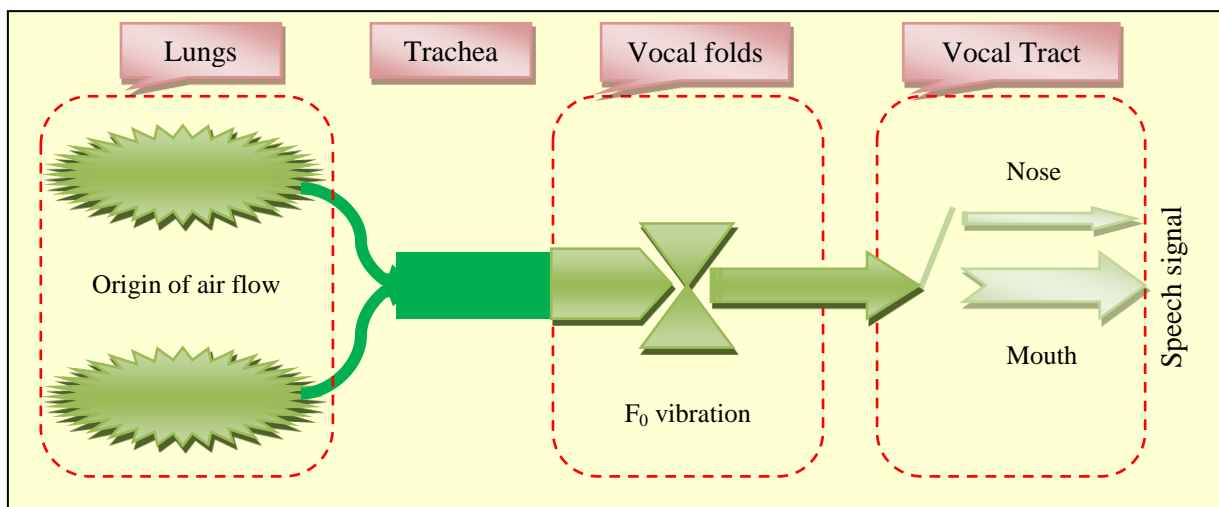 Lungs
Trachea
Vocal folds
Vocal Tract
Origin of air flow
F₀ vibration
Nose
Mouth
Speech signal